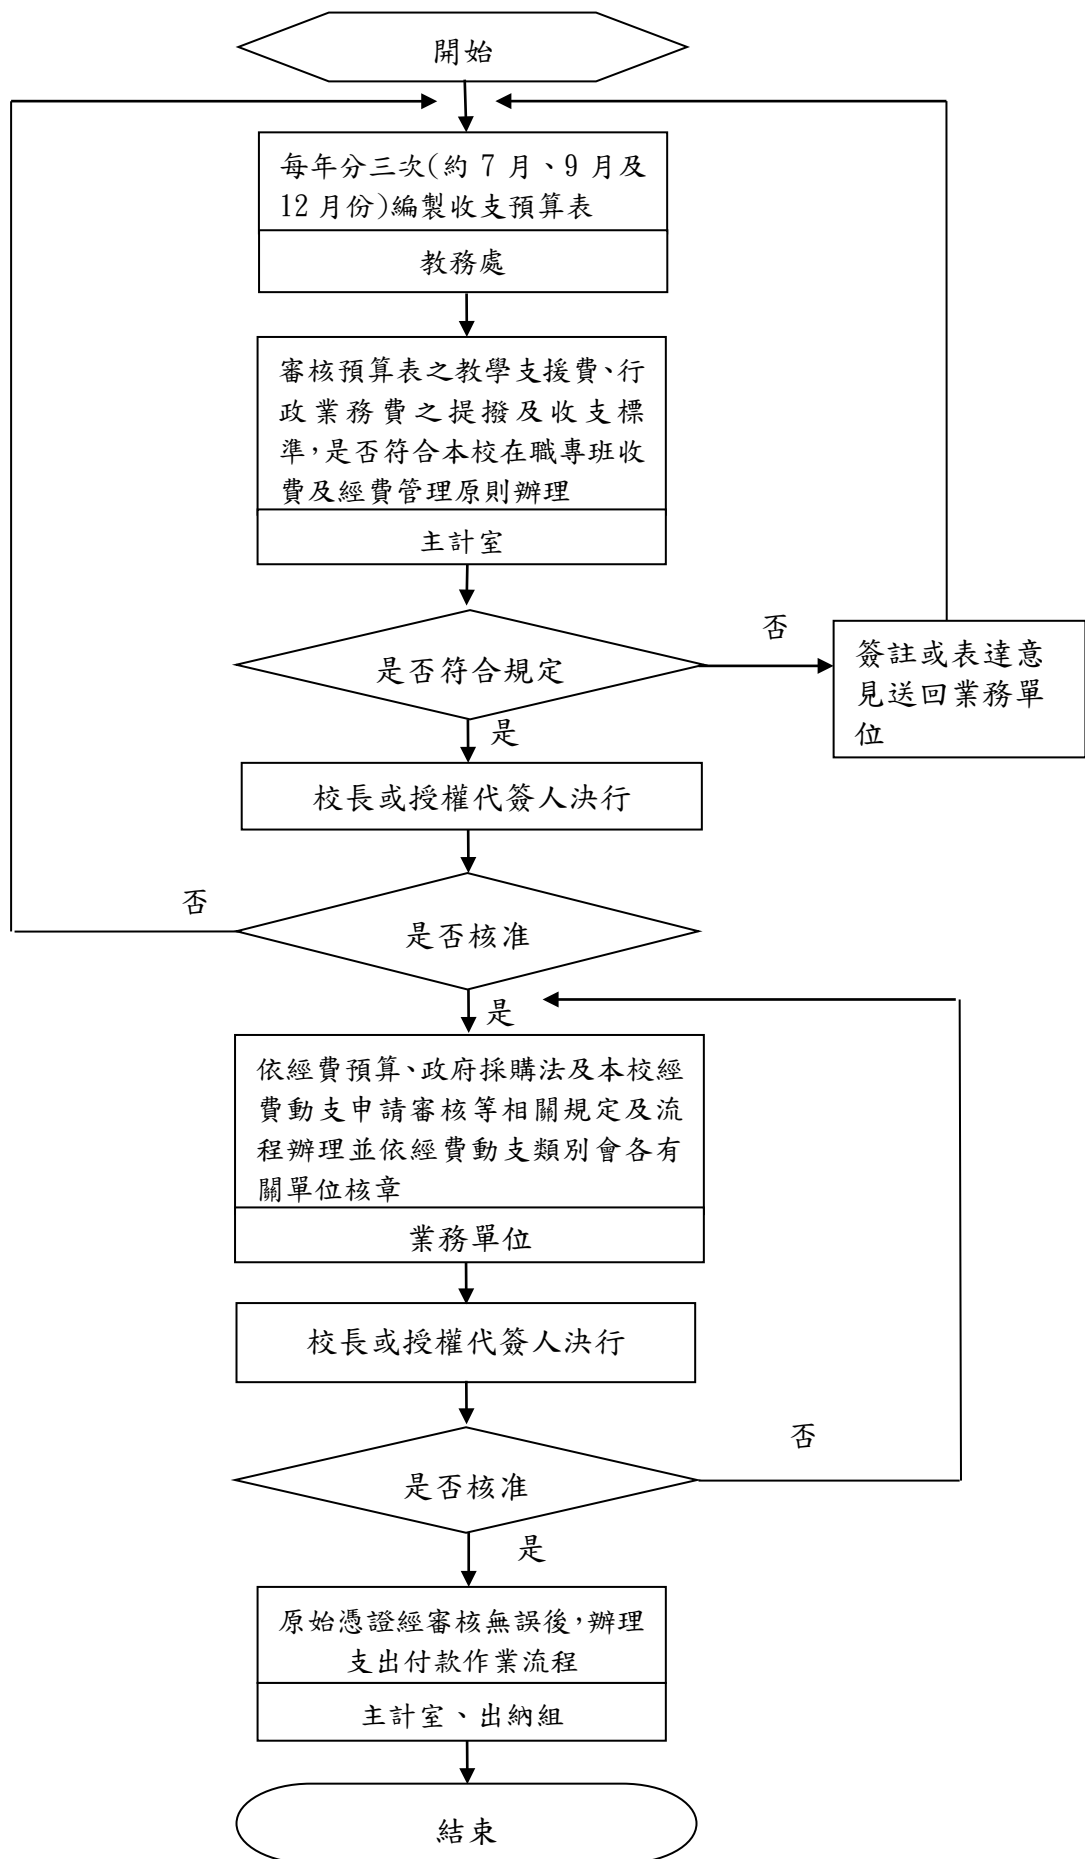 開始
每年分三次(約 7 月、9 月及
12 月份)編製收支預算表
教務處
審核預算表之教學支援費、行
政業務費之提撥及收支標
準,是否符合本校在職專班收
費及經費管理原則辦理
主計室
是否符合規定
否
簽註或表達意
見送回業務單
位
是
校長或授權代簽人決行
否
是否核准
是
依經費預算、政府採購法及本校經
費動支申請審核等相關規定及流
程辦理並依經費動支類別會各有
關單位核章
業務單位
校長或授權代簽人決行
否
是否核准
是
原始憑證經審核無誤後,辦理
支出付款作業流程
主計室、出納組
結束